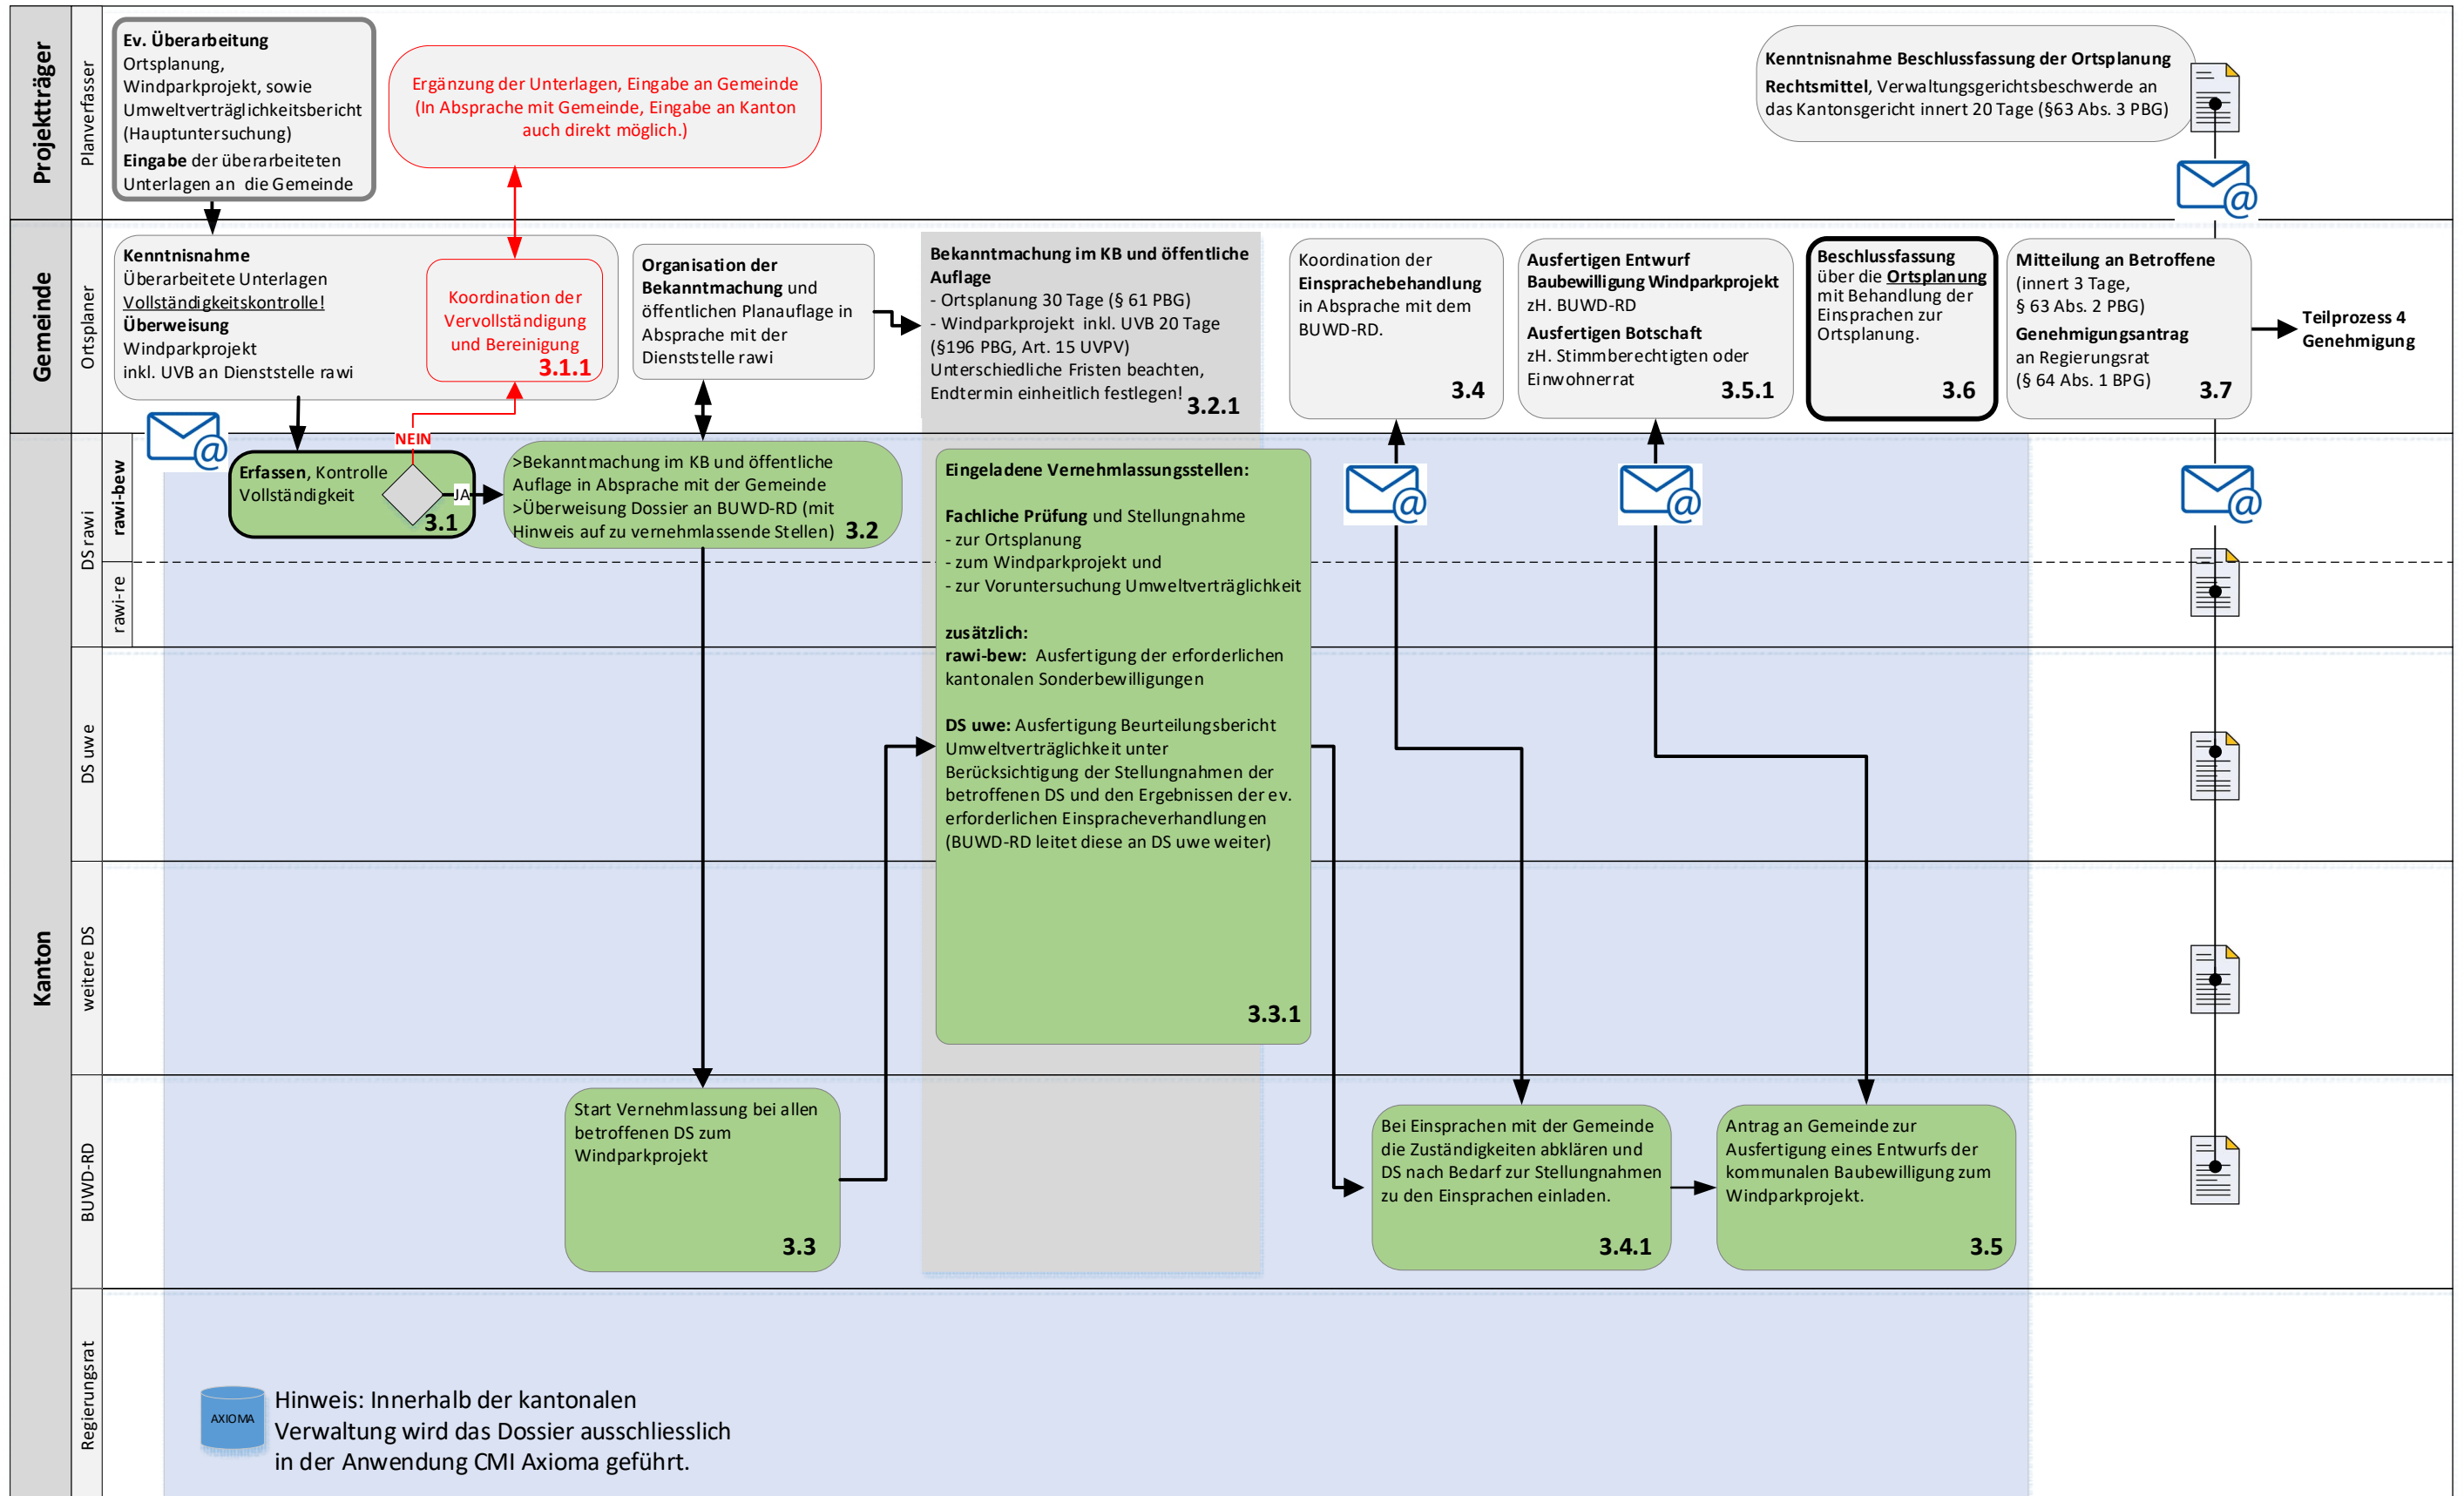 Projektträger
Planverfasser
Ev. Überarbeitung
Ortsplanung,
Windparkprojekt, sowie
Umweltverträglichkeitsbericht
(Hauptuntersuchung)
Eingabe der überarbeiteten
Unterlagen an die Gemeinde
Ergänzung der Unterlagen, Eingabe an Gemeinde
(In Absprache mit Gemeinde, Eingabe an Kanton
auch direkt möglich.)
Kenntnisnahme Beschlussfassung der Ortsplanung
Rechtsmittel, Verwaltungsgerichtsbeschwerde an
das Kantonsgericht innert 20 Tage (§63 Abs. 3 PBG)
Gemeinde
Ortsplaner
Kenntnisnahme
Überarbeitete Unterlagen
Vollständigkeitskontrolle!
Überweisung
Windparkprojekt
inkl. UVB an Dienststelle rawi
Koordination der
Vervollständigung
und Bereinigung
3.1.1
Organisation der
Bekanntmachung und
öffentlichen Planauflage in
Absprache mit der
Dienststelle rawi
Bekanntmachung im KB und öffentliche
Auflage
- Ortsplanung 30 Tage (§ 61 PBG)
- Windparkprojekt inkl. UVB 20 Tage
(§196 PBG, Art. 15 UVPV)
Unterschiedliche Fristen beachten,
Endtermin einheitlich festlegen!
3.2.1
Koordination der
Einsprachebehandlung
in Absprache mit dem
BUWD-RD.
3.4
Ausfertigen Entwurf
Baubewilligung Windparkprojekt
zH. BUWD-RD
Ausfertigen Botschaft
zH. Stimmberechtigten oder
Einwohnerrat
3.5.1
Beschlussfassung
über die Ortsplanung
mit Behandlung der
Einsprachen zur
Ortsplanung.
3.6
Mitteilung an Betroffene
(innert 3 Tage,
§ 63 Abs. 2 PBG)
Genehmigungsantrag
an Regierungsrat
(§ 64 Abs. 1 BPG)
3.7
Teilprozess 4
Genehmigung
Kanton
DS rawi
rawi-bew
rawi-re
NEIN
Erfassen, Kontrolle
Vollständigkeit
3.1
JA
>Bekanntmachung im KB und öffentliche
Auflage in Absprache mit der Gemeinde
>Überweisung Dossier an BUWD-RD (mit
Hinweis auf zu vernehmlassende Stellen)
3.2
Eingeladene Vernehmlassungsstellen:
Fachliche Prüfung und Stellungnahme
- zur Ortsplanung
- zum Windparkprojekt und
- zur Voruntersuchung Umweltverträglichkeit
zusätzlich:
rawi-bew: Ausfertigung der erforderlichen
kantonalen Sonderbewilligungen
DS uwe: Ausfertigung Beurteilungsbericht
Umweltverträglichkeit unter
Berücksichtigung der Stellungnahmen der
betroffenen DS und den Ergebnissen der ev.
erforderlichen Einspracheverhandlungen
(BUWD-RD leitet diese an DS uwe weiter)
3.3.1
DS uwe
weitere DS
BUWD-RD
Start Vernehmlassung bei allen
betroffenen DS zum
Windparkprojekt
3.3
Bei Einsprachen mit der Gemeinde
die Zuständigkeiten abklären und
DS nach Bedarf zur Stellungnahmen
zu den Einsprachen einladen.
3.4.1
Antrag an Gemeinde zur
Ausfertigung eines Entwurfs der
kommunalen Baubewilligung zum
Windparkprojekt.
3.5
Regierungsrat
AXIOMA
Hinweis: Innerhalb der kantonalen
Verwaltung wird das Dossier ausschliesslich
in der Anwendung CMI Axioma geführt.